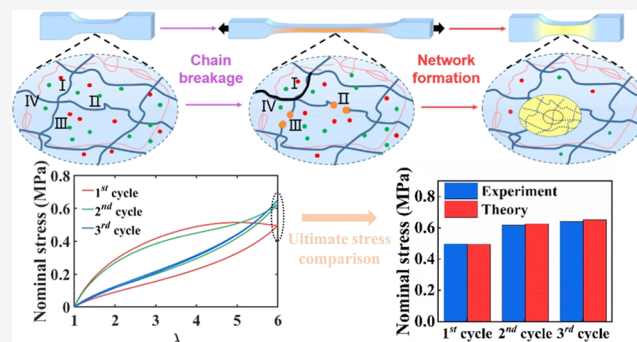 Chain
breakage
Network
formation
I
II
III
IV
I
II
III
IV
Nominal stress (MPa)
0.8
0.6
0.4
0.2
0
1st cycle
2nd cycle
3rd cycle
1 2 3 4 5 6
λ
Ultimate stress
comparison
Nominal stress (MPa)
0.8
0.6
0.4
0.2
0.0
Experiment
Theory
1st cycle 2nd cycle 3rd cycle